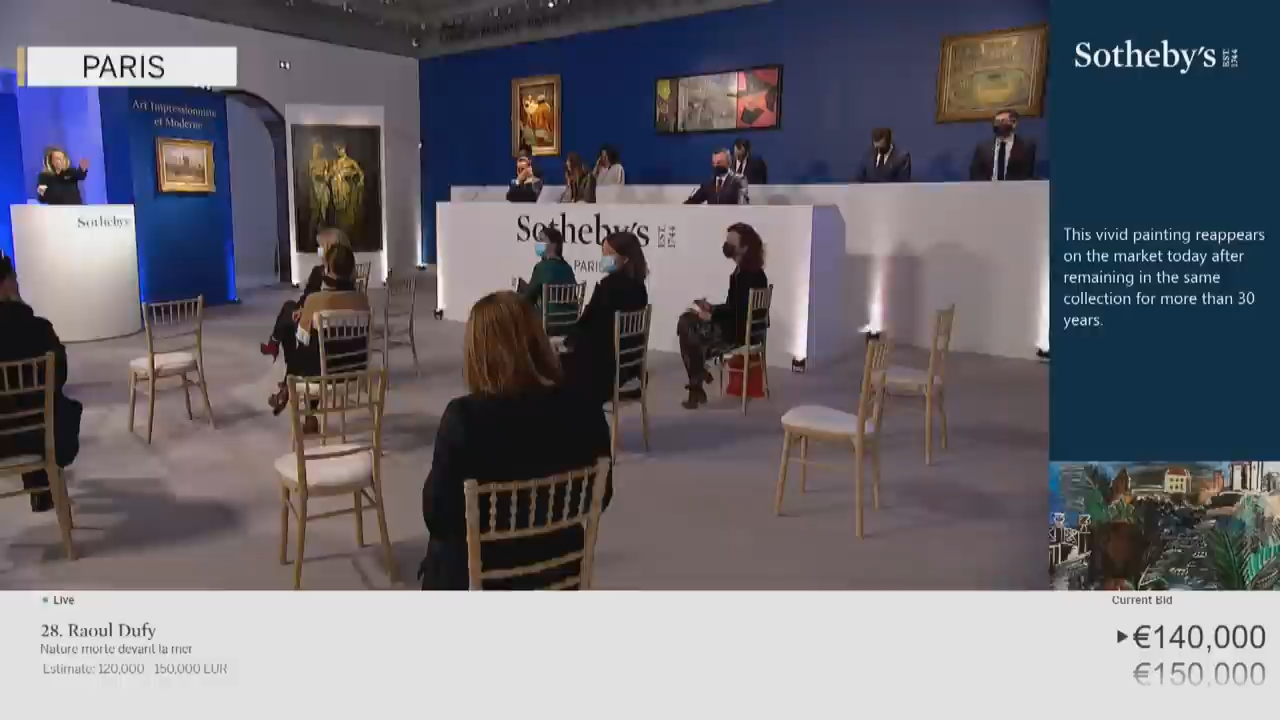 PARIS
Art Impressionniste
et Moderne
Sotheby's
Sotheby's EST. 1744
PARIS
Sotheby's EST. 1744
This vivid painting reappears
on the market today after
remaining in the same
collection for more than 30
years.
Live
28. Raoul Dufy
Nature morte devant la mer
Estimate: 120,000 150,000 EUR
Current Bid
€140,000
€150,000